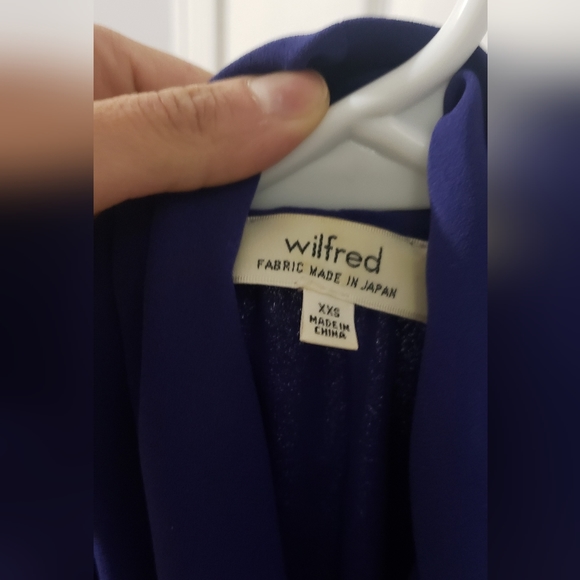 wilfred
FABRIC MADE IN JAPAN
XXS
MADE IN
CHINA